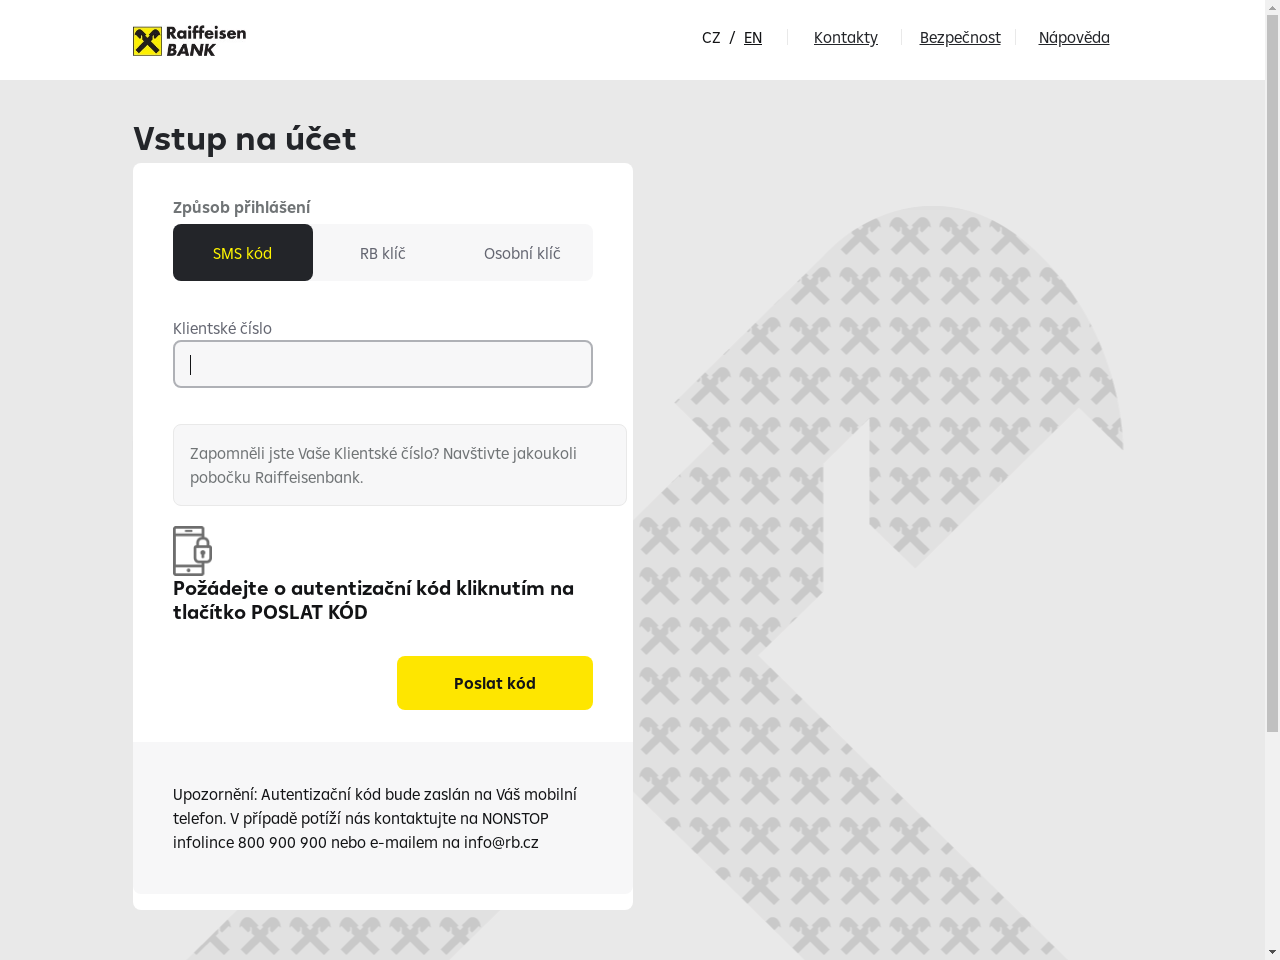 Raiffeisen
BANK
CZ / EN
Kontakty
Bezpečnost
Nápověda
Vstup na účet
Způsob přihlášení
SMS kód
RB klíč
Osobní klíč
Klientské číslo
Zapomněli jste Vaše Klientské číslo? Navštivte jakoukoli
pobočku Raiffeisenbank.
Požádejte o autentizační kód kliknutím na
tlačítko POSLAT KÓD
Poslat kód
Upozornění: Autentizační kód bude zaslán na Váš mobilní
telefon. V případě potíží nás kontaktujte na NONSTOP
infolince 800 900 900 nebo e-mailem na info@rb.cz